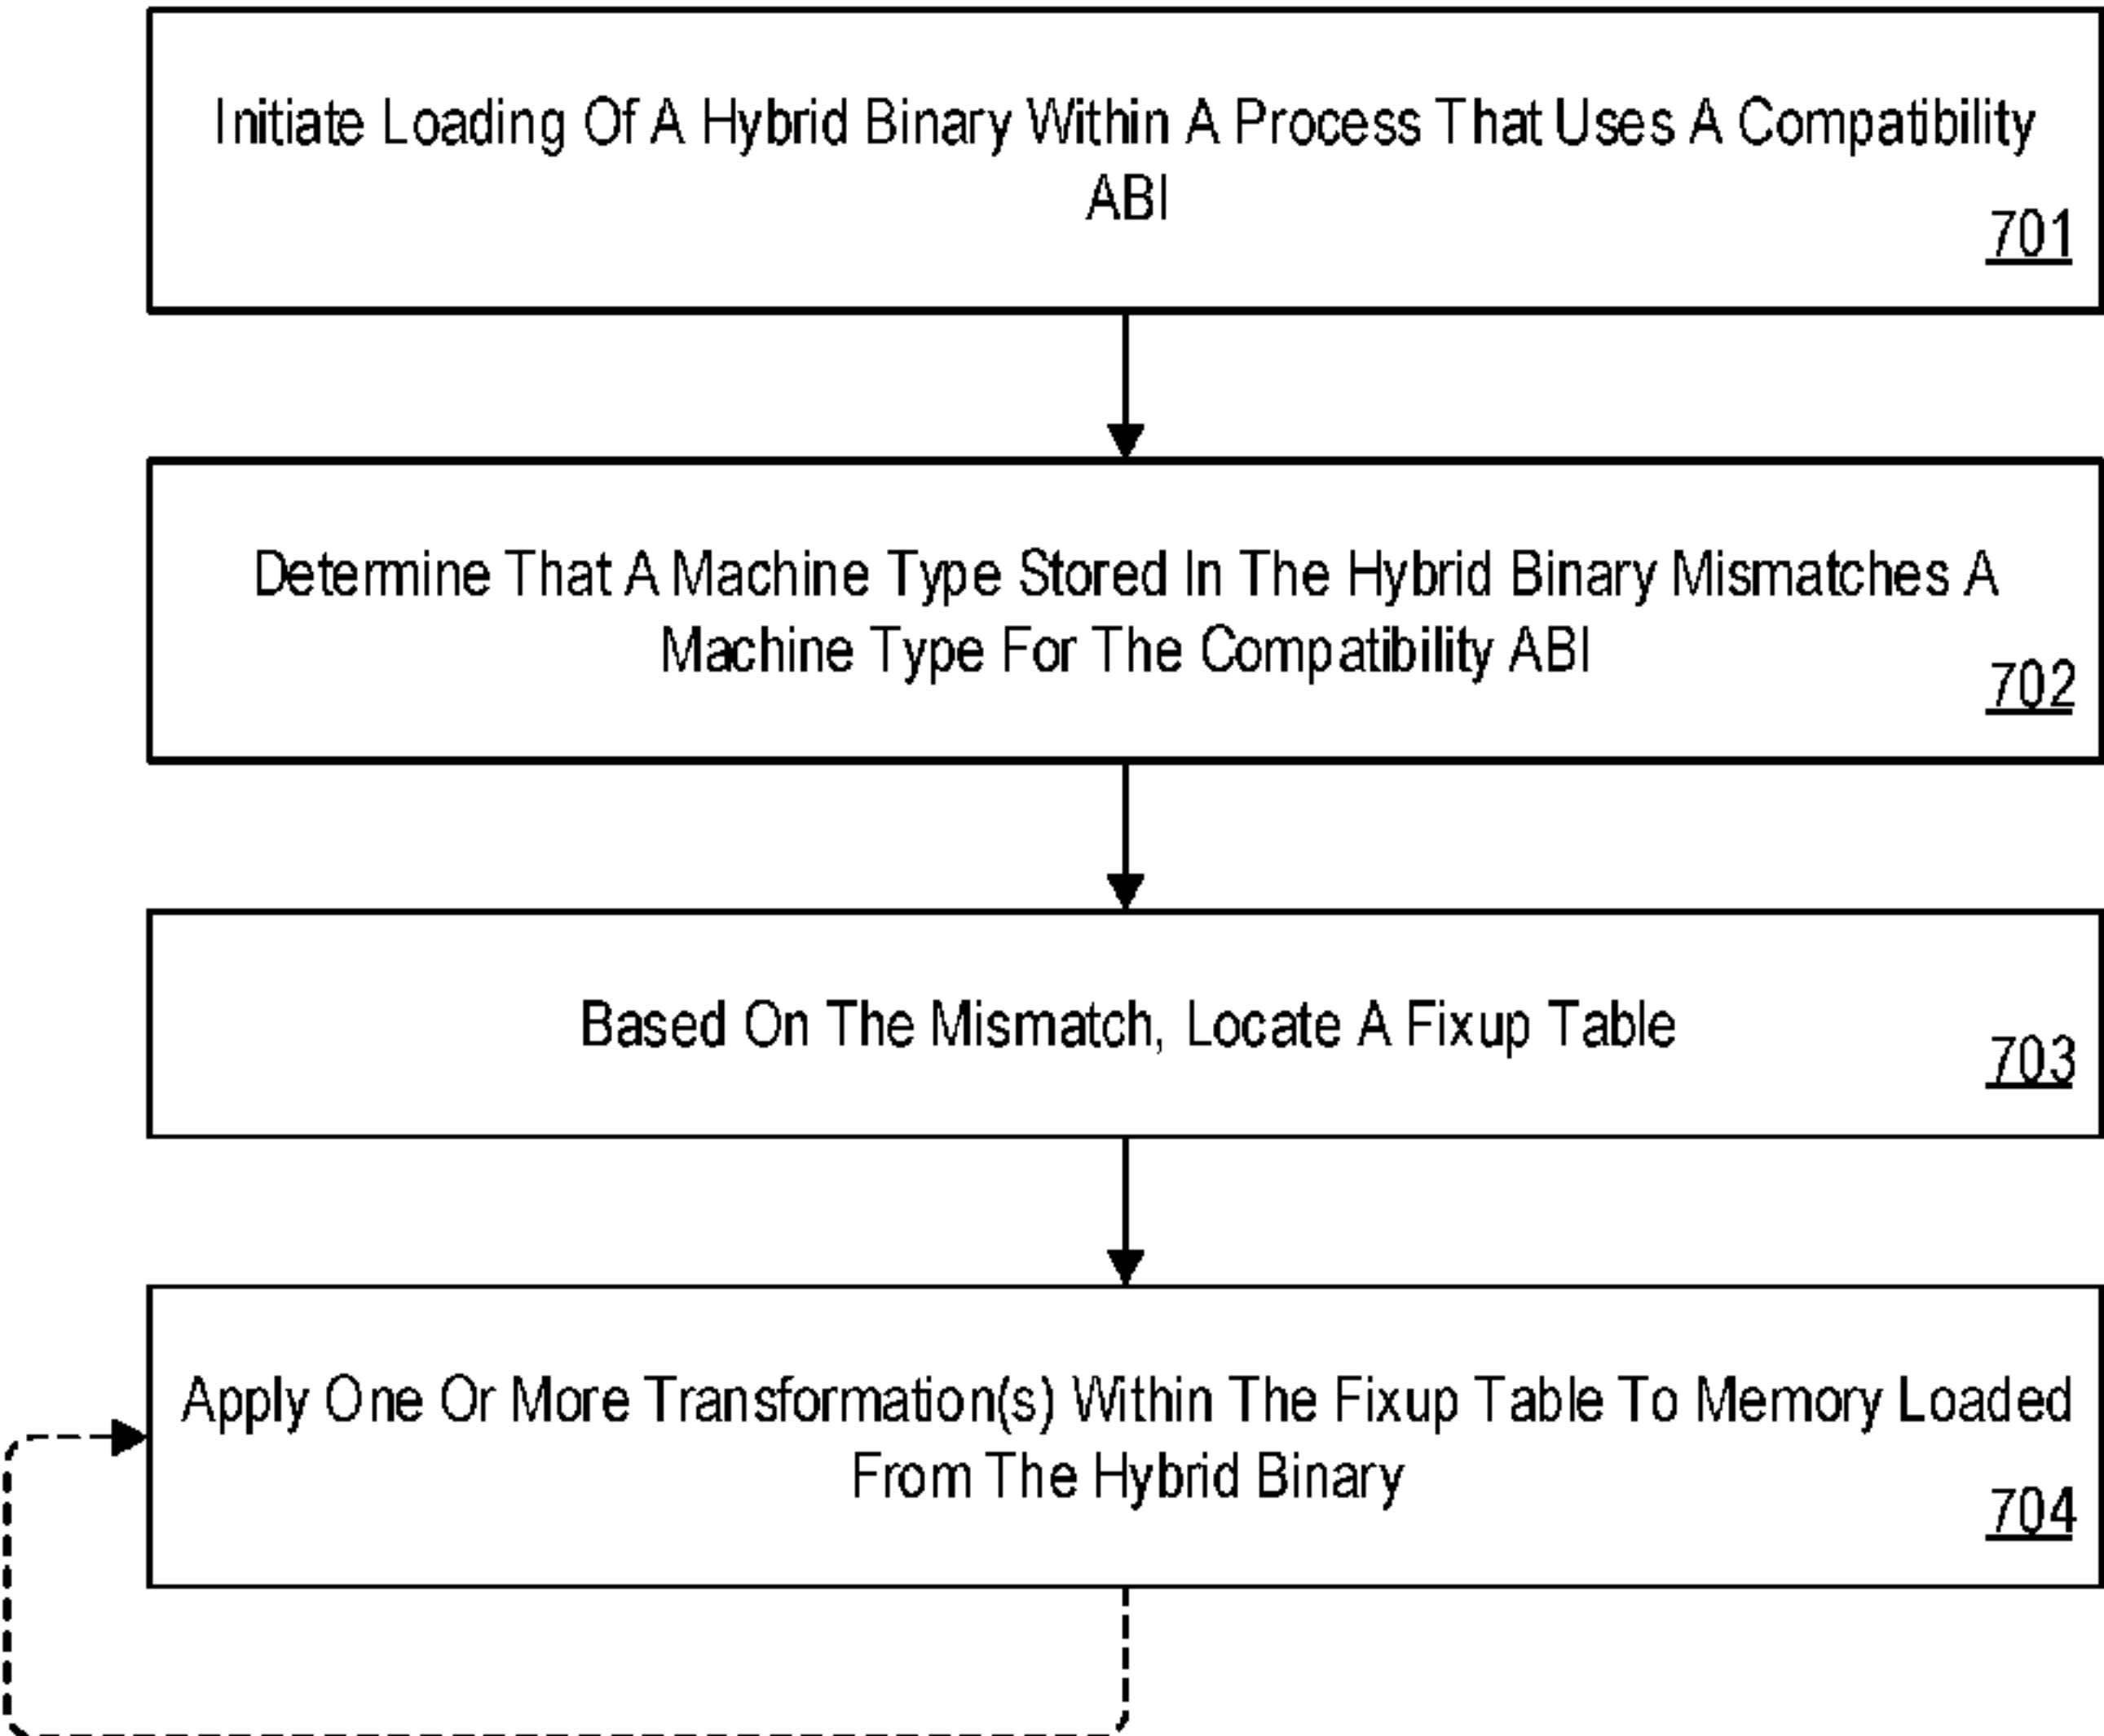 Initiate Loading Of A Hybrid Binary Within A Process That Uses A Compatibility
ABI
701
Determine That A Machine Type Stored In The Hybrid Binary Mismatches A
Machine Type For The Compatibility ABI
702
Based On The Mismatch, Locate A Fixup Table
703
Apply One Or More Transformation(s) Within The Fixup Table To Memory Loaded
From The Hybrid Binary
704